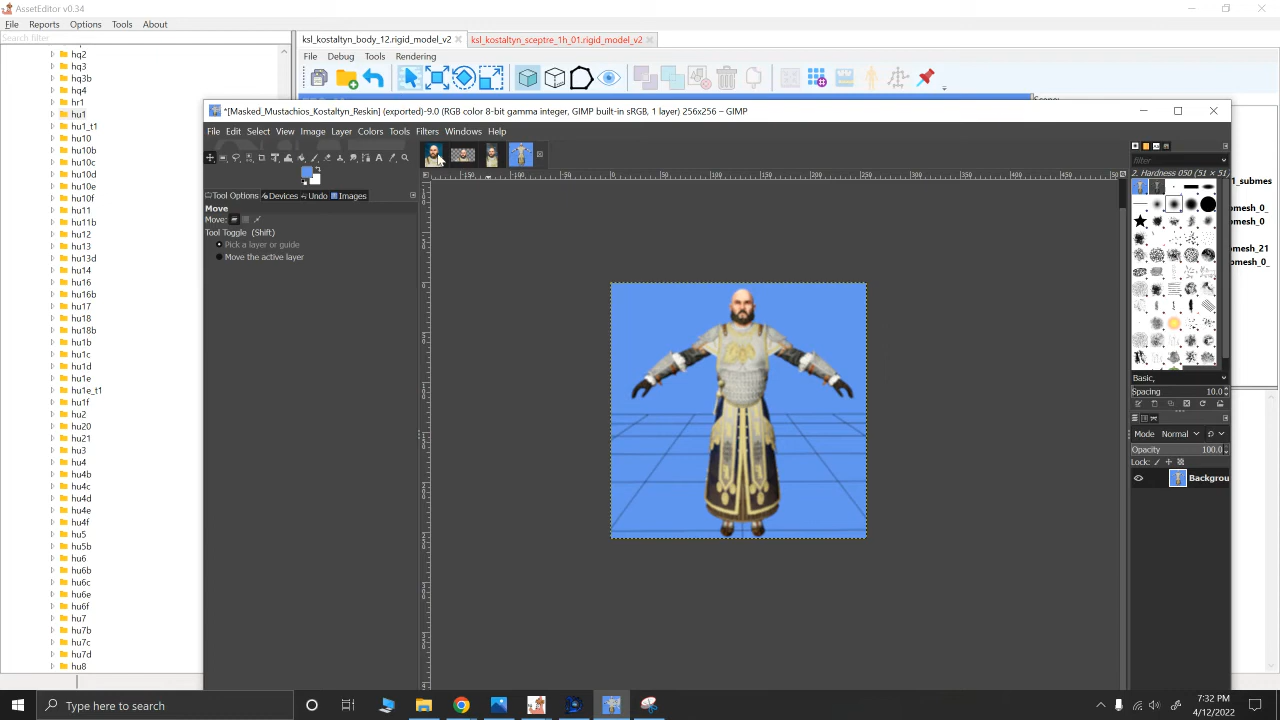 AssetEditor v0.34
File Reports Options Tools About
Search filter
ksl_kostaltyn_body_12.rigid_model_v2
ksl_kostaltyn_sceptre_1h_01.rigid_model_v2
File Debug Tools Rendering
hq2
hq3
hq3b
hq4
hr1
hu1
hu1_t1
hu10
hu10b
hu10c
hu10d
hu10e
hu10f
hu11
hu11b
hu12
hu13
hu13d
hu14
hu16
hu16b
hu17
hu18
hu18b
hu1b
hu1c
hu1d
hu1e
hu1e_t1
hu1f
hu2
hu20
hu21
hu3
hu4
hu4b
hu4c
hu4d
hu4e
hu4f
hu5
hu5b
hu6
hu6b
hu6c
hu6e
hu6f
hu7
hu7b
hu7c
hu7d
hu8
*[Masked_Mustachios_Kostaltyn_Reskin] (exported)-9.0 (RGB color 8-bit gamma integer, GIMP built-in sRGB, 1 layer) 256x256 – GIMP
File Edit Select View Image Layer Colors Tools Filters Windows Help
Tool Options Devices Undo Images
Move
Move:
Tool Toggle (Shift)
Pick a layer or guide
Move the active layer
filter
2. Hardness 050 (51 × 51)
Basic,
Spacing 10.0
Mode Normal
Opacity 100.0
Lock:
Backgrou
1_submes
bmesh_0_
ubmesh_0
bmesh_21
bmesh_0_
Type here to search
7:32 PM
4/12/2022